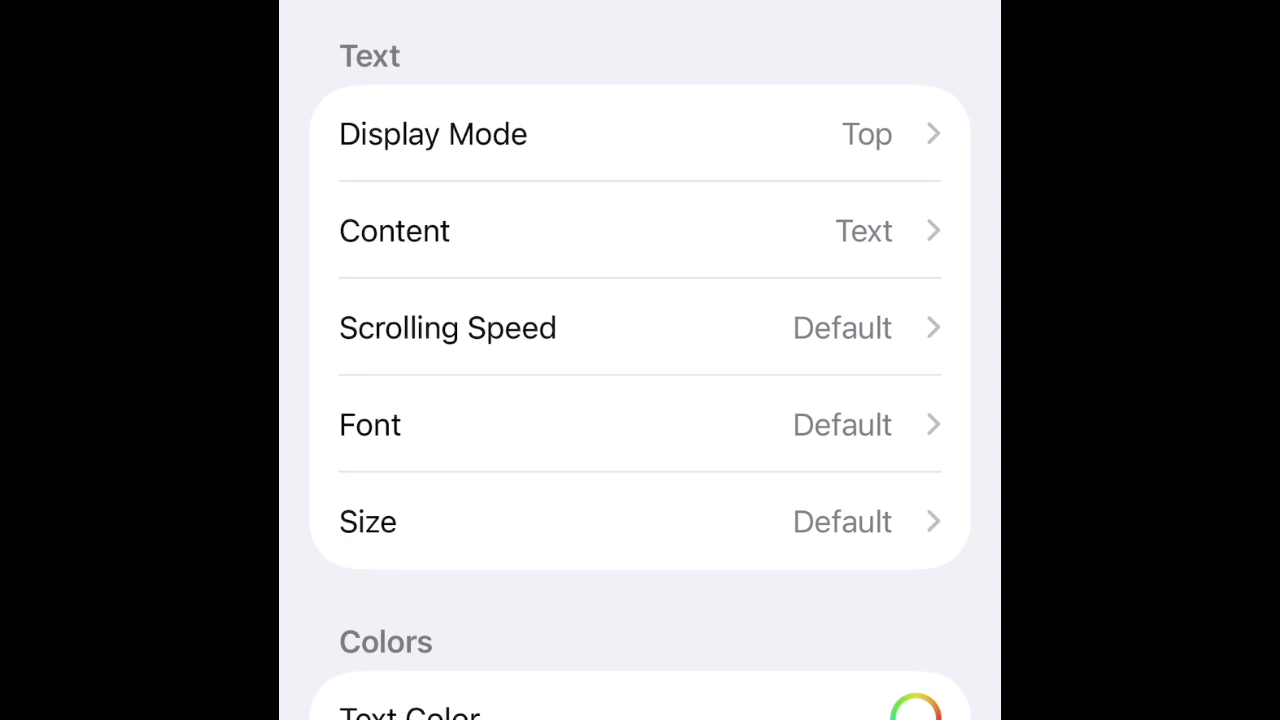 Text
Display Mode Top
Content Text
Scrolling Speed Default
Font Default
Size Default
Colors
Text Color